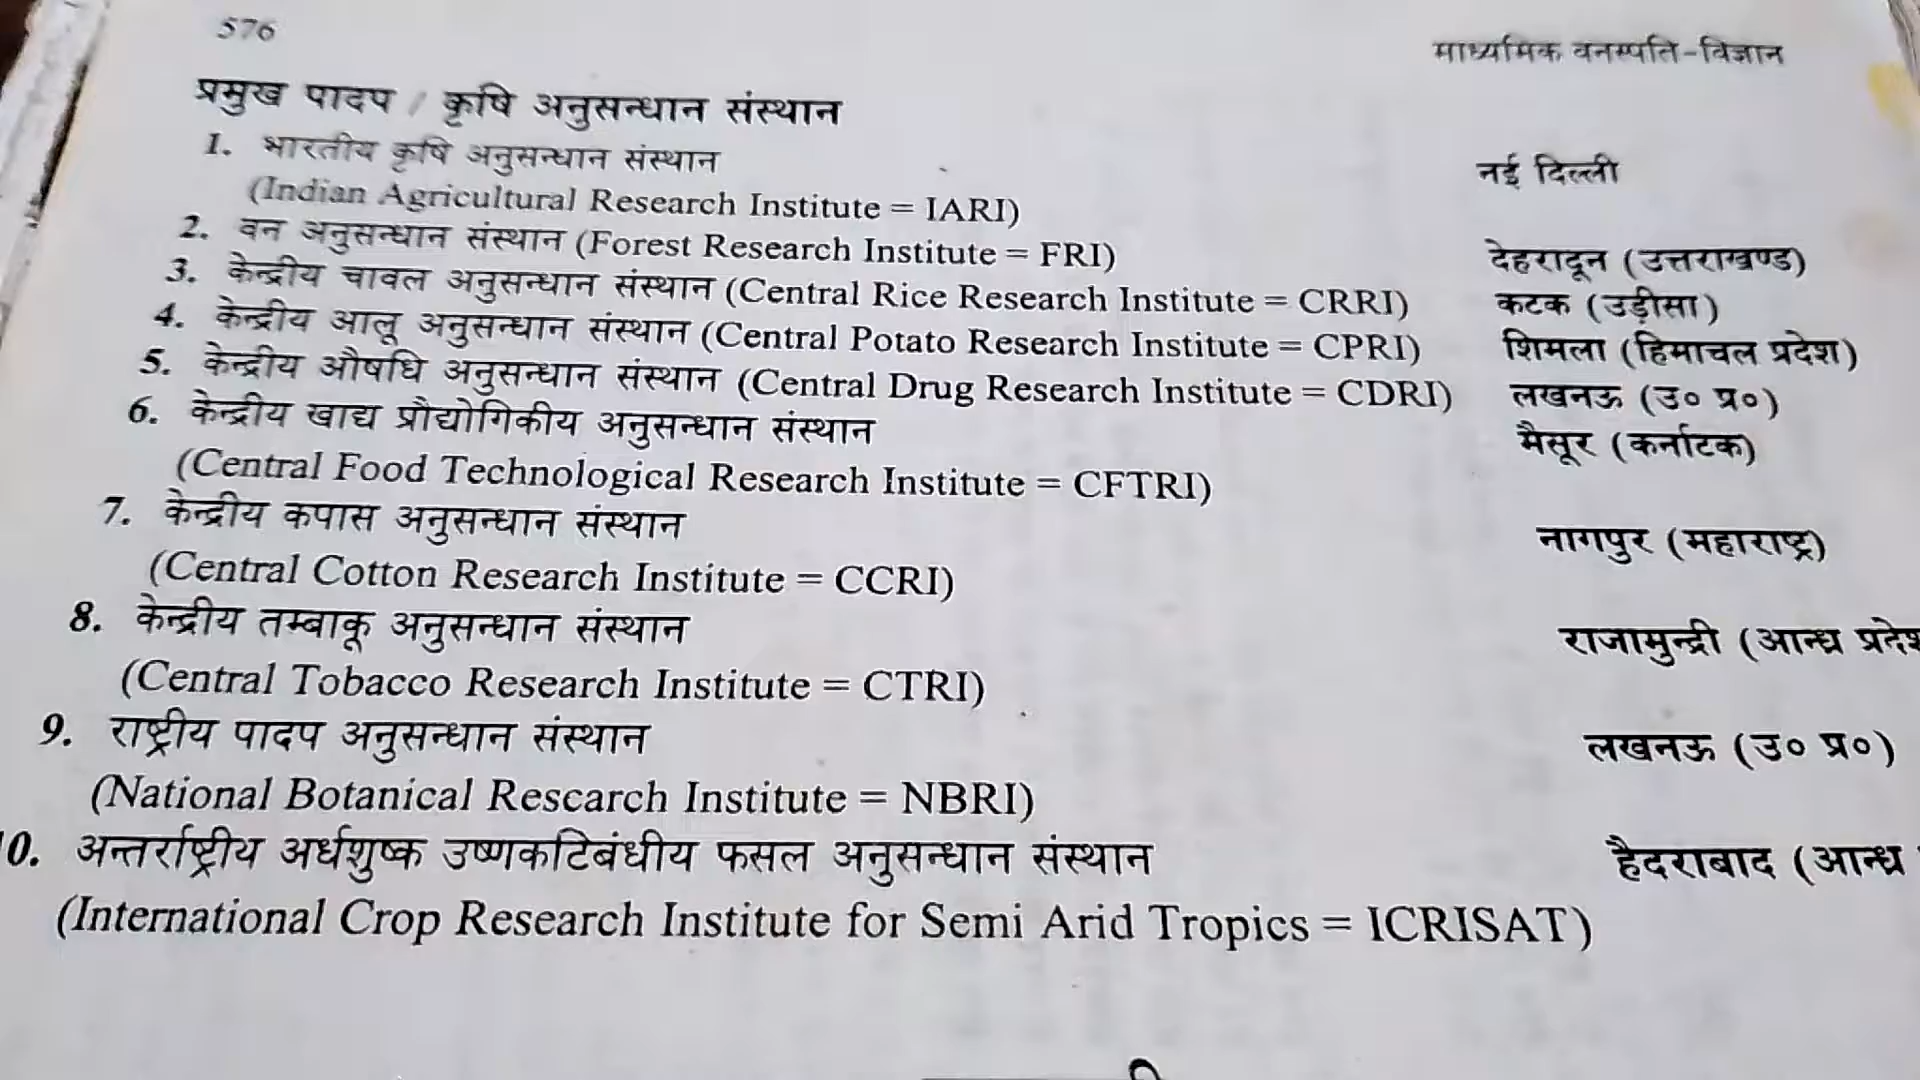 576
माध्यमिक वनस्पति-विज्ञान
प्रमुख पादप / कृषि अनुसन्धान संस्थान
1. भारतीय कृषि अनुसन्धान संस्थान नई दिल्ली
(Indian Agricultural Research Institute = IARI)
2. वन अनुसन्धान संस्थान (Forest Research Institute = FRI) देहरादून (उत्तराखण्ड)
3. केन्द्रीय चावल अनुसन्धान संस्थान (Central Rice Research Institute = CRRI) कटक (उड़ीसा)
4. केन्द्रीय आलू अनुसन्धान संस्थान (Central Potato Research Institute = CPRI) शिमला (हिमाचल प्रदेश)
5. केन्द्रीय औषधि अनुसन्धान संस्थान (Central Drug Research Institute = CDRI) लखनऊ (उ० प्र०)
6. केन्द्रीय खाद्य प्रौद्योगिकीय अनुसन्धान संस्थान मैसूर (कर्नाटक)
(Central Food Technological Research Institute = CFTRI)
7. केन्द्रीय कपास अनुसन्धान संस्थान नागपुर (महाराष्ट्र)
(Central Cotton Research Institute = CCRI)
8. केन्द्रीय तम्बाकू अनुसन्धान संस्थान राजामुन्द्री (आन्ध्र प्रदेश
(Central Tobacco Research Institute = CTRI)
9. राष्ट्रीय पादप अनुसन्धान संस्थान लखनऊ (उ० प्र०)
(National Botanical Rescarch Institute = NBRI)
10. अन्तर्राष्ट्रीय अर्धशुष्क उष्णकटिबंधीय फसल अनुसन्धान संस्थान हैदराबाद (आन्ध्र
(International Crop Research Institute for Semi Arid Tropics = ICRISAT)